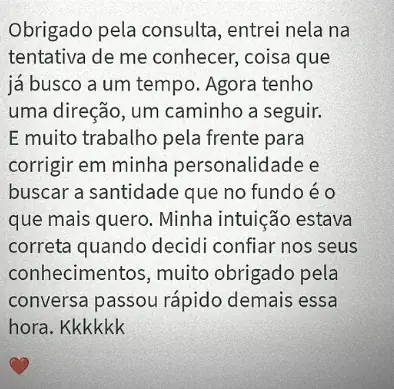 Obrigado pela consulta, entrei nela na
tentativa de me conhecer, coisa que
já busco a um tempo. Agora tenho
uma direção, um caminho a seguir.
E muito trabalho pela frente para
corrigir em minha personalidade e
buscar a santidade que no fundo é o
que mais quero. Minha intuição estava
correta quando decidi confiar nos seus
conhecimentos, muito obrigado pela
conversa passou rápido demais essa
hora. Kkkkkk
❤️